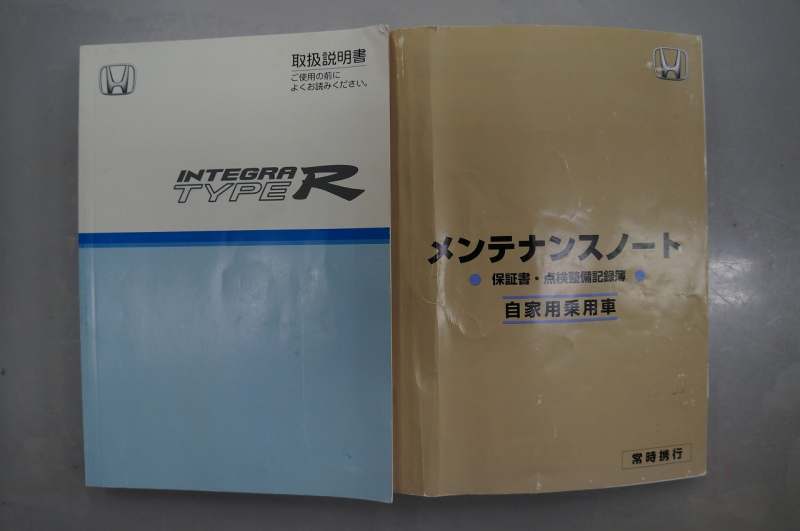 取扱説明書
ご使用の前に
よくお読みください。
INTEGRA
TYPE R
メンテナンスノート
保証書・点検整備記録簿
自家用乗用車
常時携行